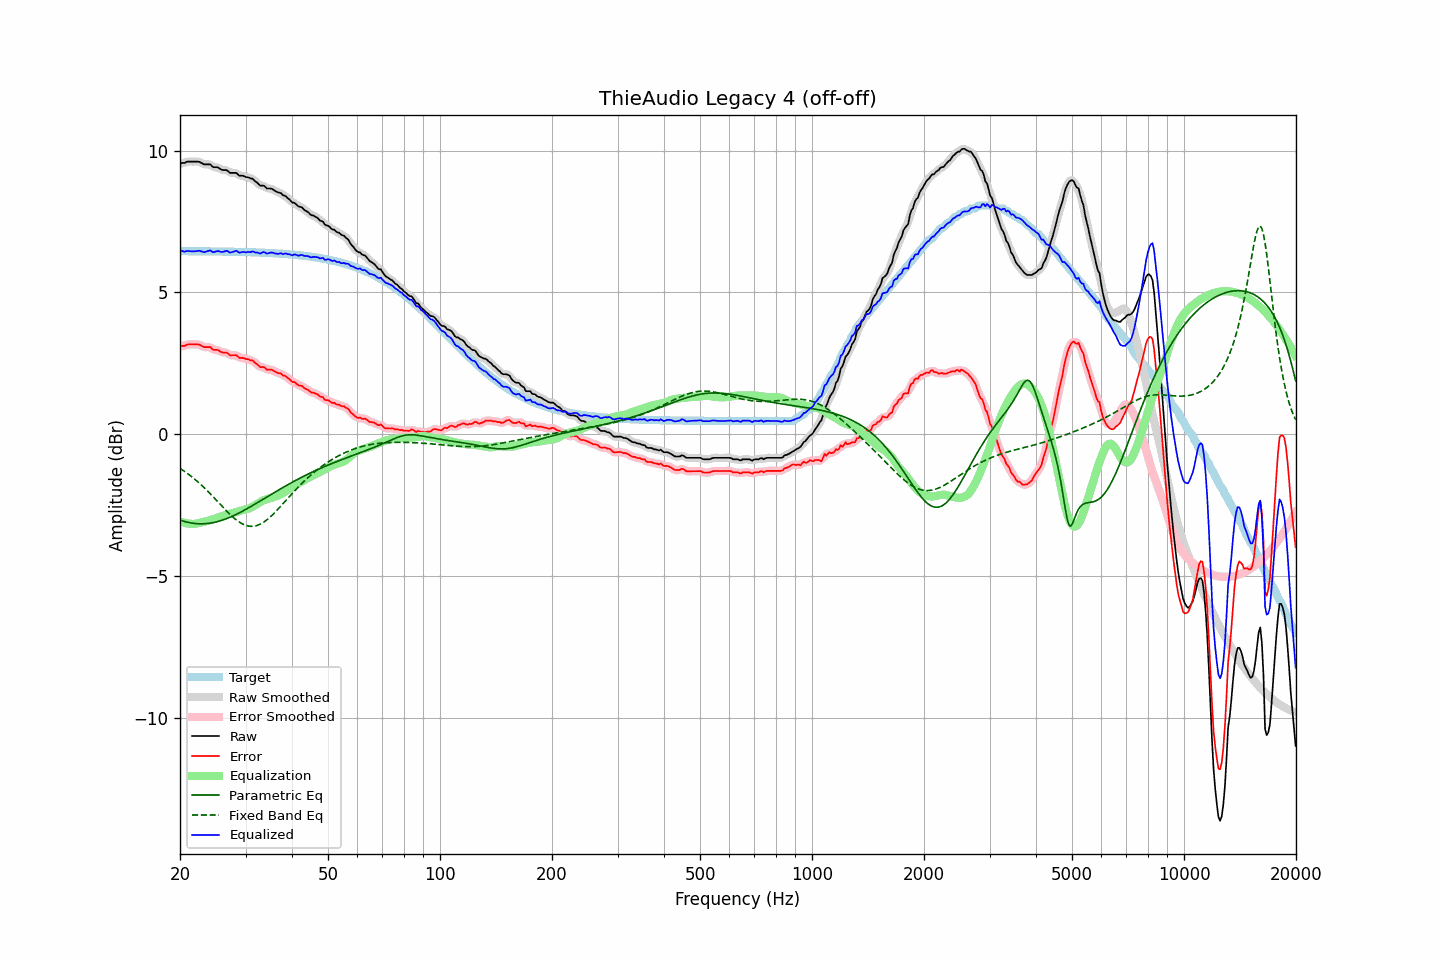 ThieAudio Legacy 4 (off-off)
Amplitude (dBr)
10
5
0
−5
−10
Target
Raw Smoothed
Error Smoothed
Raw
Error
Equalization
Parametric Eq
Fixed Band Eq
Equalized
20 50 100 200 500 1000 2000 5000 10000 20000
Frequency (Hz)